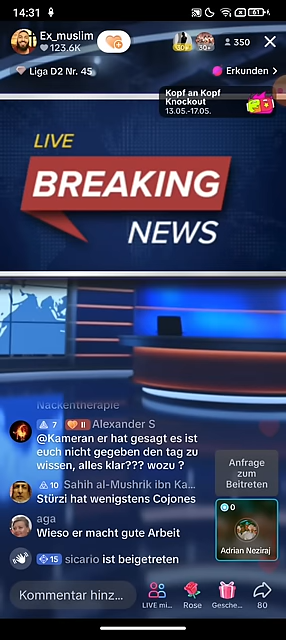 14:31
61
Ex_muslim
123.6K
30+
350
Liga D2 Nr. 45
Erkunden
Kopf an Kopf
Knockout
13.05.-17.05.
LIVE
BREAKING
NEWS
Nackentherapie
7 II Alexander S
@Kameran er hat gesagt es ist
euch nicht gegeben den tag zu
wissen, alles klar??? wozu ?
10 Sahih al-Mushrik ibn Ka...
Stürzi hat wenigstens Cojones
aga
Wieso er macht gute Arbeit
15 sicario ist beigetreten
Anfrage
zum
Beitreten
0
Adrian Neziraj
Kommentar hinz...
LIVE mi...
Rose
Gesche...
80